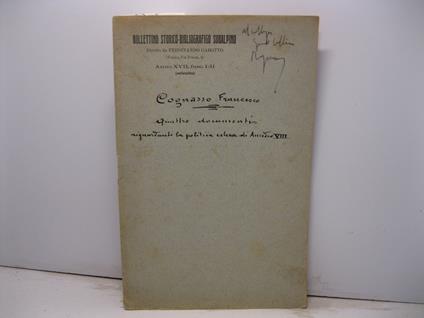 BOLLETTINO STORICO-BIBLIOGRAFICO SUBALPINO
Diretto da FERDINANDO GABOTTO
ANNO XVII, FASC. I-II
(estratto)
Cognasso Francesco
Quattro documenti
riguardanti la politica estera di Amedeo VIII.